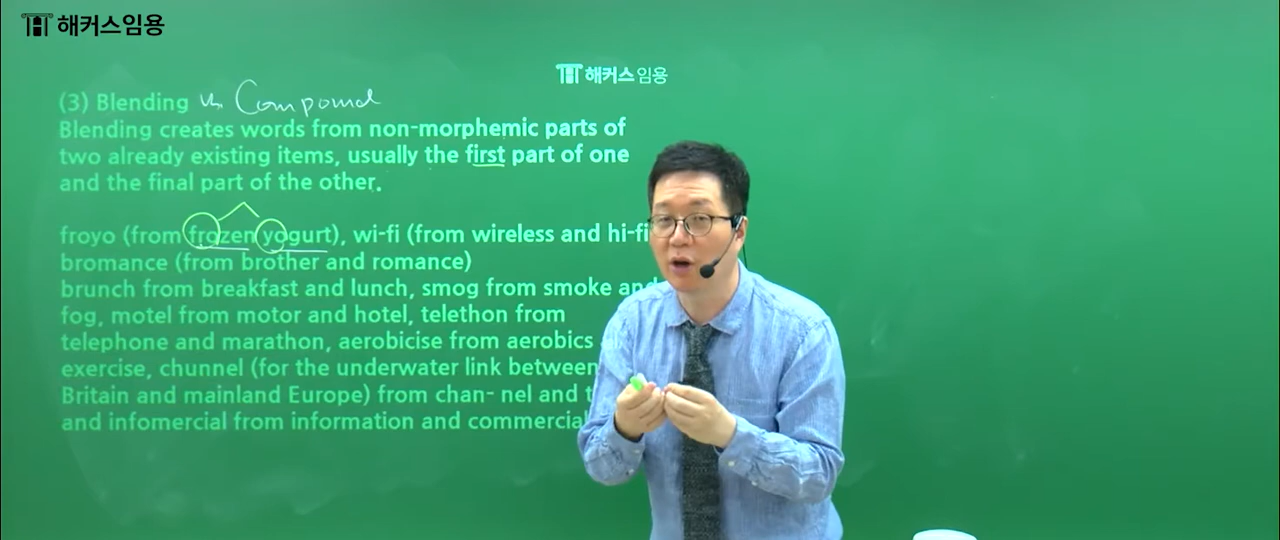 해커스임용
해커스임용
(3) Blending vs Compound
Blending creates words from non-morphemic parts of
two already existing items, usually the first part of one
and the final part of the other.
froyo (from frozen yogurt), wi-fi (from wireless and hi-fi
bromance (from brother and romance)
brunch from breakfast and lunch, smog from smoke and
fog, motel from motor and hotel, telethon from
telephone and marathon, aerobicise from aerobics
exercise, chunnel (for the underwater link between
Britain and mainland Europe) from chan- nel and
and infomercial from information and commercial